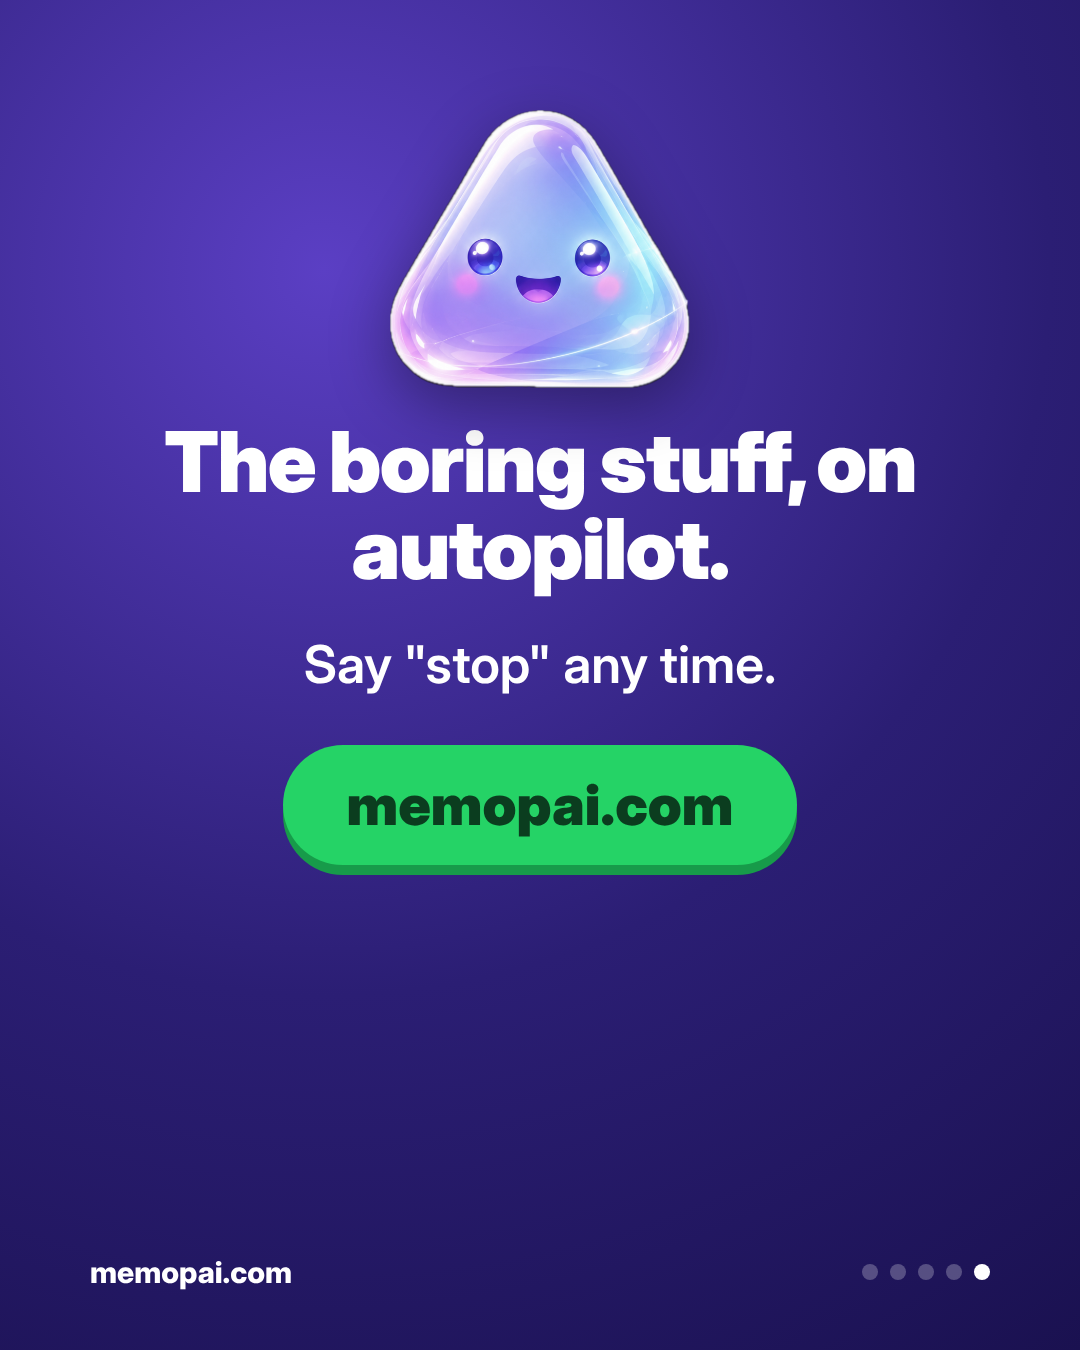 The boring stuff, on
autopilot.
Say "stop" any time.
memopai.com
memopai.com